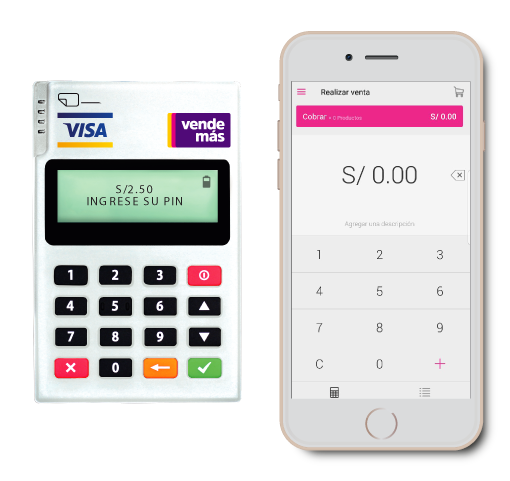 VISA
vende
más
S/2.50
INGRESE SU PIN
1 2 3
4 5 6
7 8 9
0
Realizar venta
Cobrar • 0 Productos S/ 0.00
S/ 0.00
Agregar una descripción
1 2 3
4 5 6
7 8 9
C 0 +